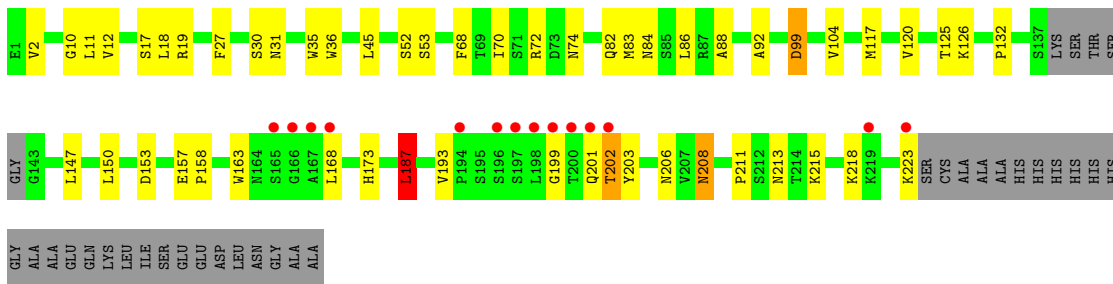 E1 V2 G10 L11 V12 S17 L18 R19 F27 S30 N31 W35 W36 L45 S52 S53 F68 T69 I70 S71 R72 D73 N74 Q82 M83 N84 S85 L86 R87 A88 A92 D99 V104 M117 V120 T125 K126 P132 S137 LYS SER THR SER
GLY G143 L147 L150 D153 E157 P158 W163 N164 S165 G166 A167 L168 H173 L187 V193 P194 S195 S196 S197 L198 G199 T200 Q201 T202 Y203 N206 V207 N208 P211 S212 N213 T214 K215 K218 K219 K223 SER CYS ALA ALA ALA HIS HIS HIS HIS HIS HIS
GLY ALA ALA GLU GLN LYS LEU ILE SER GLU GLU ASP LEU ASN GLY ALA ALA